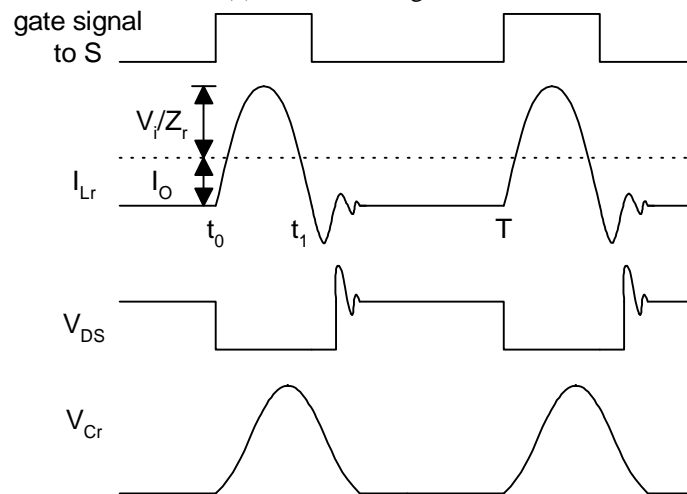 gate signal
to S
V_i/Z_r
I_Lr
I_O
t_0
t_1
T
V_DS
V_Cr